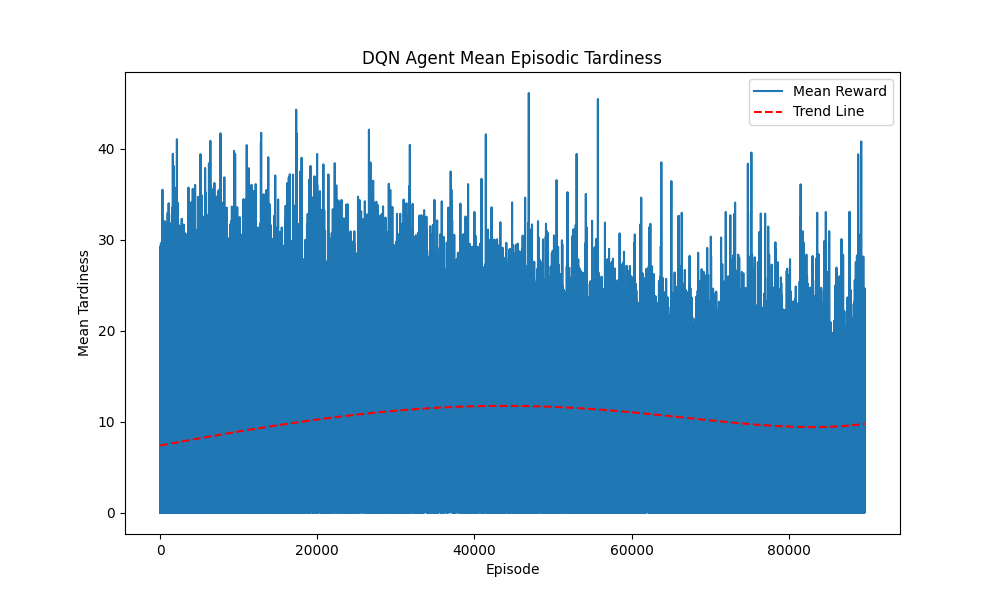 DQN Agent Mean Episodic Tardiness
Mean Reward
Trend Line
Mean Tardiness
40
30
20
10
0
0 20000 40000 60000 80000
Episode